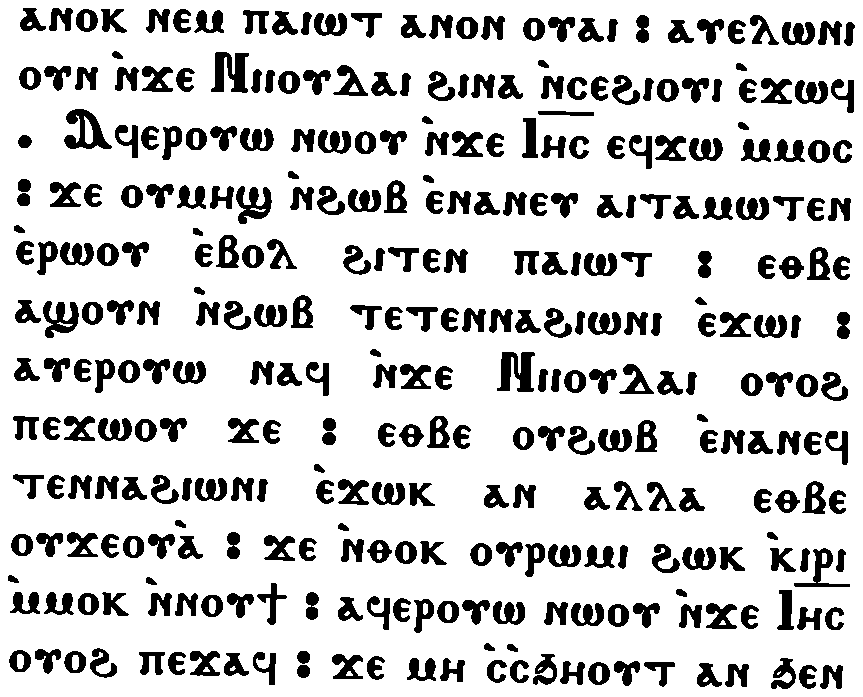 ⲁⲛⲟⲕ ⲛⲉⲙ ⲡⲁⲓⲱⲧ ⲁⲛⲟⲛ ⲟⲩⲁⲓ : ⲁⲩⲉⲗⲱⲛⲓ
ⲟⲩⲛ ⲛ̀ϫⲉ Ⲛⲓⲓⲟⲩⲇⲁⲓ ϩⲓⲛⲁ ⲛ̀ⲥⲉϩⲓⲟⲩⲓ ⲉ̀ϫⲱϥ
. Ⲁϥⲉⲣⲟⲩⲱ ⲛⲱⲟⲩ ⲛ̀ϫⲉ Ⲓ̅ⲏ̅ⲥ̅ ⲉϥϫⲱ ⲙ̀ⲙⲟⲥ
: ϫⲉ ⲟⲩⲙⲏϣ ⲛ̀ϩⲱⲃ ⲉ̀ⲛⲁⲛⲉⲩ ⲁⲓⲧⲁⲙⲱⲧⲉⲛ
ⲉ̀ⲣⲱⲟⲩ ⲉ̀ⲃⲟⲗ ϩⲓⲧⲉⲛ ⲡⲁⲓⲱⲧ : ⲉⲑⲃⲉ
ⲁϣⲟⲩⲛ ⲛ̀ϩⲱⲃ ⲧⲉⲧⲉⲛⲛⲁϩⲓⲱⲛⲓ ⲉ̀ϫⲱⲓ :
ⲁⲩⲉⲣⲟⲩⲱ ⲛⲁϥ ⲛ̀ϫⲉ Ⲛⲓⲓⲟⲩⲇⲁⲓ ⲟⲩⲟϩ
ⲡⲉϫⲱⲟⲩ ϫⲉ : ⲉⲑⲃⲉ ⲟⲩϩⲱⲃ ⲉ̀ⲛⲁⲛⲉϥ
ⲧⲉⲛⲛⲁϩⲓⲱⲛⲓ ⲉ̀ϫⲱⲕ ⲁⲛ ⲁⲗⲗⲁ ⲉⲑⲃⲉ
ⲟⲩϫⲉⲟⲩⲁ̀ : ϫⲉ ⲛ̀ⲑⲟⲕ ⲟⲩⲣⲱⲙⲓ ϩⲱⲕ ⲕ̀ⲓⲣⲓ
ⲙ̀ⲙⲟⲕ ⲛ̀ⲛⲟⲩϯ : ⲁϥⲉⲣⲟⲩⲱ ⲛⲱⲟⲩ ⲛ̀ϫⲉ Ⲓ̅ⲏ̅ⲥ̅
ⲟⲩⲟϩ ⲡⲉϫⲁϥ : ϫⲉ ⲙⲏ ⲥ̀ⲥ̀ϧⲏⲟⲩⲧ ⲁⲛ ϧⲉⲛ